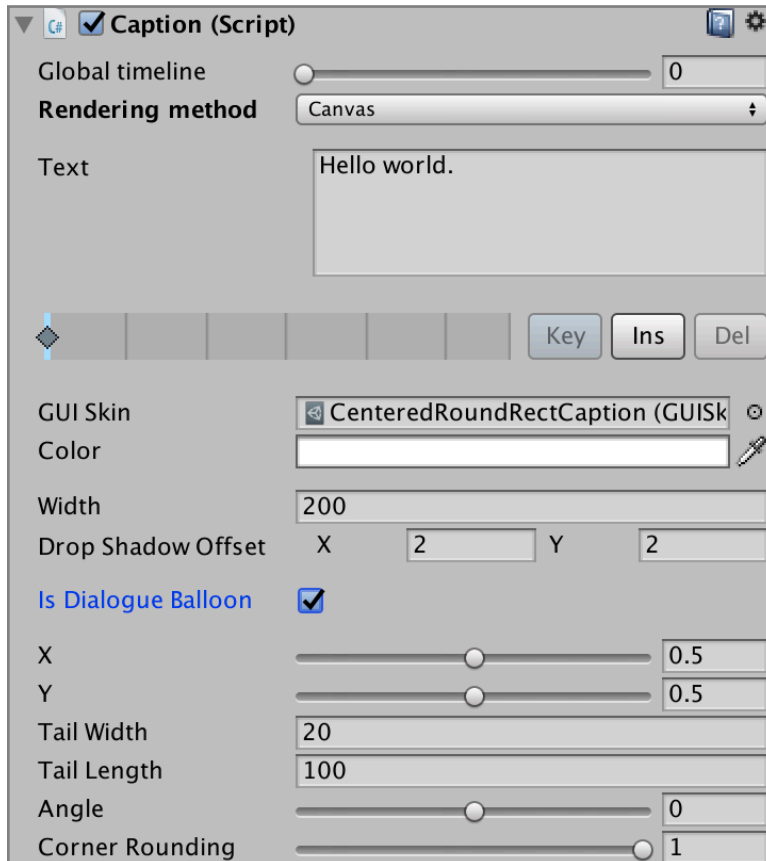 C# Caption (Script) ?
Global timeline 0
Rendering method Canvas
Text Hello world.
Key Ins Del
GUI Skin CenteredRoundRectCaption (GUISk
Color
Width 200
Drop Shadow Offset X 2 Y 2
Is Dialogue Balloon
X 0.5
Y 0.5
Tail Width 20
Tail Length 100
Angle 0
Corner Rounding 1